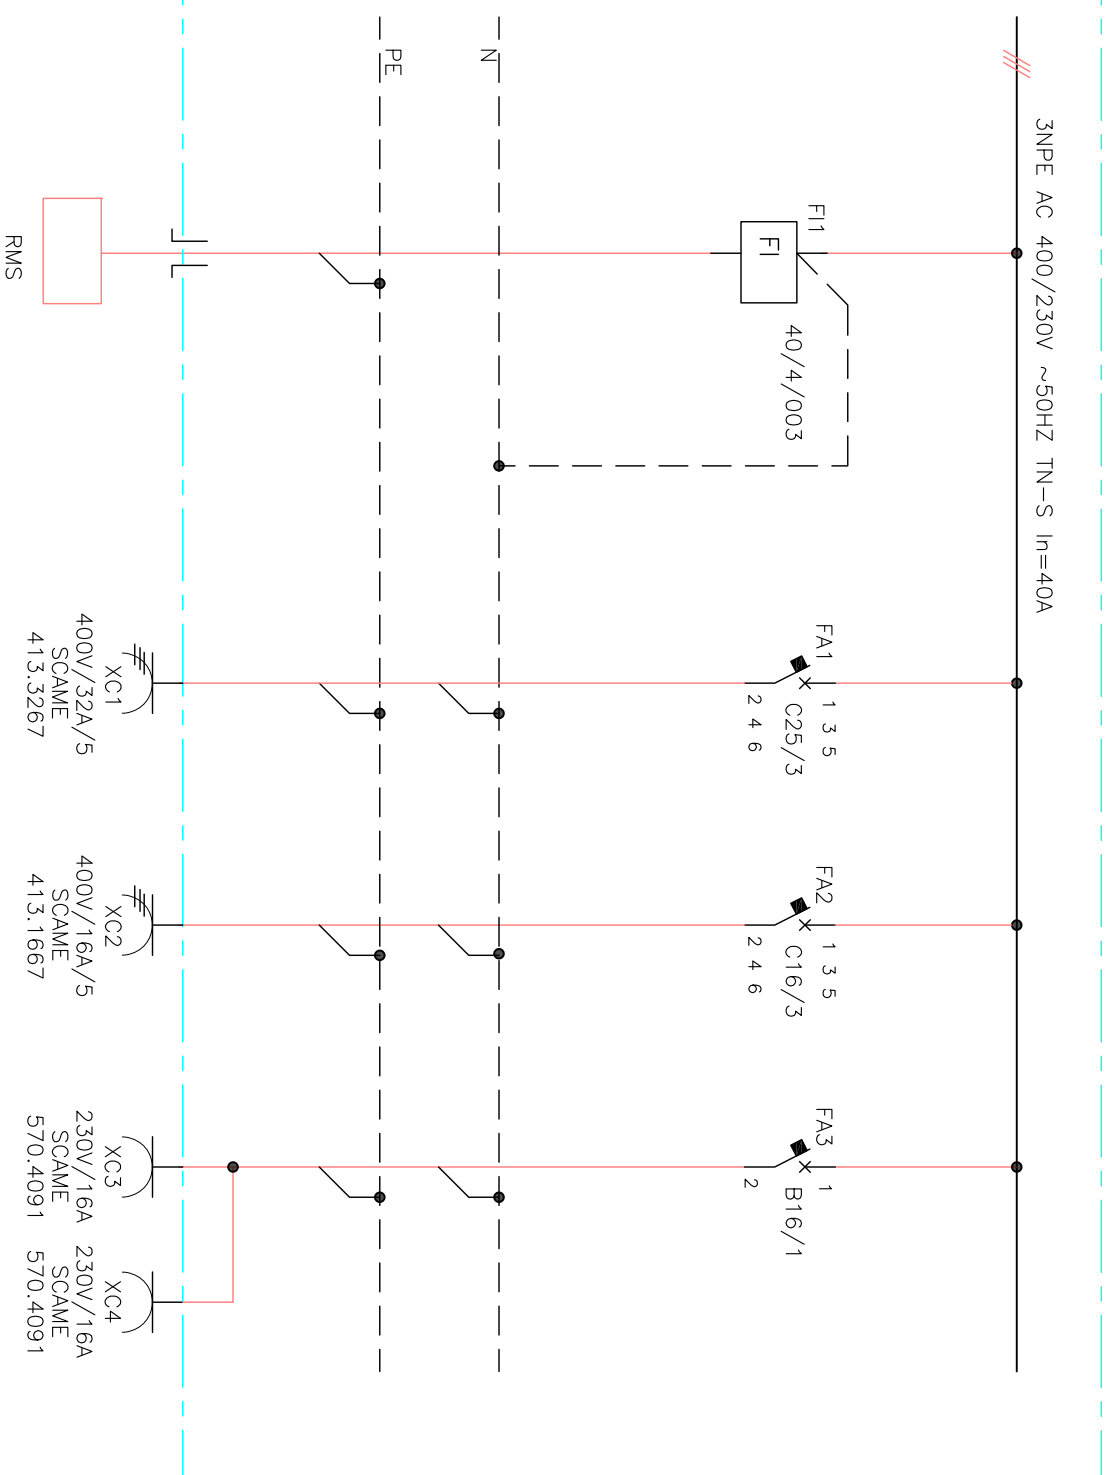 3NPE AC 400/230V ~50HZ TN-S In=40A
N
PE
FI1
FI
40/4/003
RMS
FA1
1 3 5
C25/3
2 4 6
XC1
400V/32A/5
SCAME
413.3267
FA2
1 3 5
C16/3
2 4 6
XC2
400V/16A/5
SCAME
413.1667
FA3
1
B16/1
2
XC3
230V/16A
SCAME
570.4091
XC4
230V/16A
SCAME
570.4091